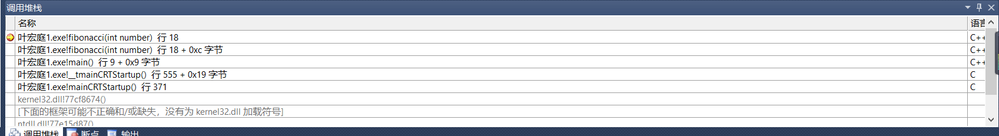 调用堆栈
名称 语言
叶宏庭1.exe!fibonacci(int number) 行 18 C++
叶宏庭1.exe!fibonacci(int number) 行 18 + 0xc 字节 C++
叶宏庭1.exe!main() 行 9 + 0x9 字节 C++
叶宏庭1.exe!__tmainCRTStartup() 行 555 + 0x19 字节 C
叶宏庭1.exe!mainCRTStartup() 行 371 C
kernel32.dll!77cf8674()
[下面的框架可能不正确和/或缺失，没有为 kernel32.dll 加载符号]
ntdll.dll!77e15d87()
调用堆栈 断点 输出